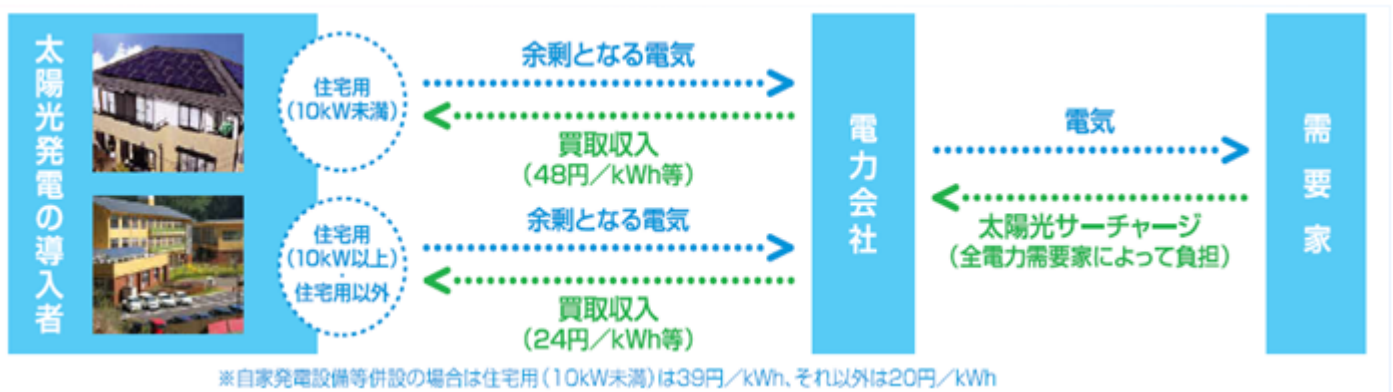 太陽光発電の導入者
住宅用
(10kW未満)
余剰となる電気
買取収入
(48円/kWh等)
住宅用
(10kW以上)
・
住宅用以外
余剰となる電気
買取収入
(24円/kWh等)
電力会社
電気
太陽光サーチャージ
(全電力需要家によって負担)
需要家
※自家発電設備等併設の場合は住宅用(10kW未満)は39円/kWh、それ以外は20円/kWh